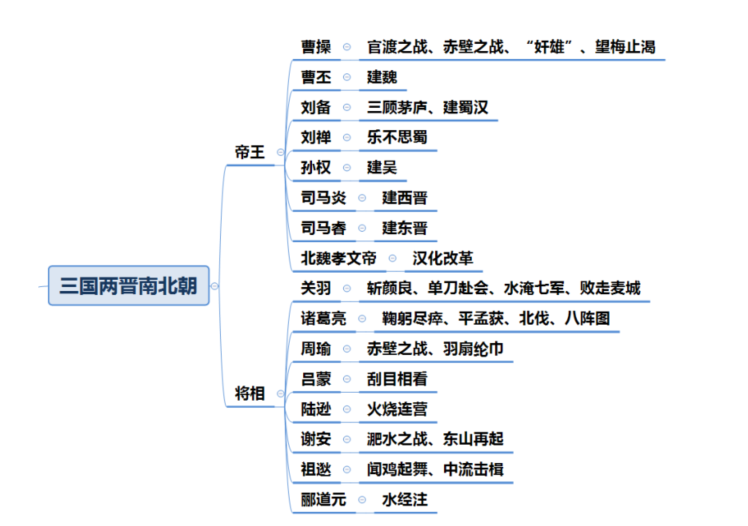 三国两晋南北朝
帝王
曹操 官渡之战、赤壁之战、“奸雄”、望梅止渴
曹丕 建魏
刘备 三顾茅庐、建蜀汉
刘禅 乐不思蜀
孙权 建吴
司马炎 建西晋
司马睿 建东晋
北魏孝文帝 汉化改革
将相
关羽 斩颜良、单刀赴会、水淹七军、败走麦城
诸葛亮 鞠躬尽瘁、平孟获、北伐、八阵图
周瑜 赤壁之战、羽扇纶巾
吕蒙 刮目相看
陆逊 火烧连营
谢安 淝水之战、东山再起
祖逖 闻鸡起舞、中流击楫
郦道元 水经注